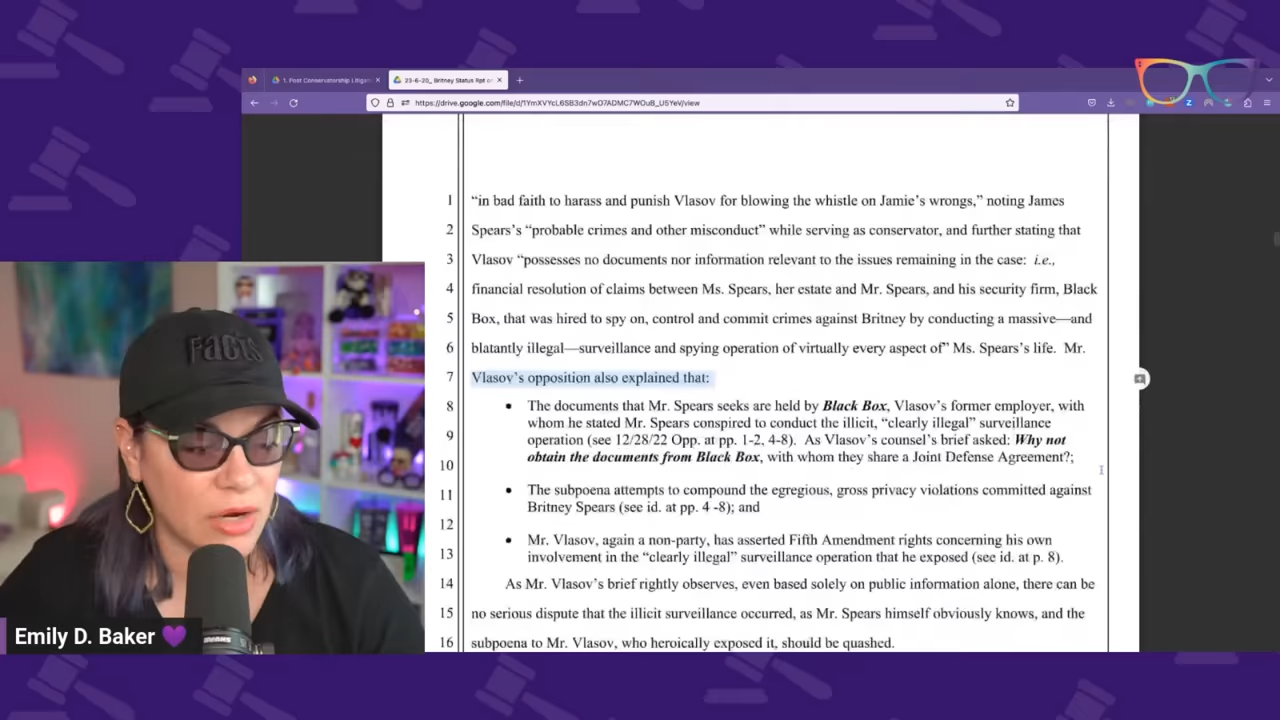 1. Post Conservatorship Litigat
23-6-20_ Britney Status Rpt o
https://drive.google.com/file/d/1YmXVYcL6SB3dn7wO7ADMC7WOuB_U5YeV/view
1 “in bad faith to harass and punish Vlasov for blowing the whistle on Jamie’s wrongs,” noting James
2 Spears’s “probable crimes and other misconduct” while serving as conservator, and further stating that
3 Vlasov “possesses no documents nor information relevant to the issues remaining in the case: i.e.,
4 financial resolution of claims between Ms. Spears, her estate and Mr. Spears, and his security firm, Black
5 Box, that was hired to spy on, control and commit crimes against Britney by conducting a massive—and
6 blatantly illegal—surveillance and spying operation of virtually every aspect of” Ms. Spears’s life. Mr.
7 Vlasov’s opposition also explained that:
8 • The documents that Mr. Spears seeks are held by Black Box, Vlasov’s former employer, with
whom he stated Mr. Spears conspired to conduct the illicit, “clearly illegal” surveillance
9 operation (see 12/28/22 Opp. at pp. 1-2, 4-8). As Vlasov’s counsel’s brief asked: Why not
10 obtain the documents from Black Box, with whom they share a Joint Defense Agreement?;
11 • The subpoena attempts to compound the egregious, gross privacy violations committed against
Britney Spears (see id. at pp. 4 -8); and
12
• Mr. Vlasov, again a non-party, has asserted Fifth Amendment rights concerning his own
13 involvement in the “clearly illegal” surveillance operation that he exposed (see id. at p. 8).
14 As Mr. Vlasov’s brief rightly observes, even based solely on public information alone, there can be
15 no serious dispute that the illicit surveillance occurred, as Mr. Spears himself obviously knows, and the
16 subpoena to Mr. Vlasov, who heroically exposed it, should be quashed.
facts
Emily D. Baker 💜